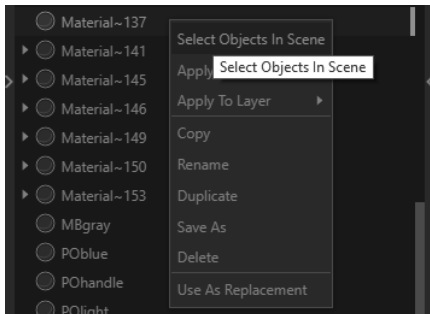 Material~137
Select Objects In Scene
Material~141
Apply
Select Objects In Scene
Material~145
Apply To Layer
Material~146
Copy
Material~149
Rename
Material~150
Duplicate
Material~153
Save As
MBgray
Delete
POblue
POhandle
Use As Replacement
POlight